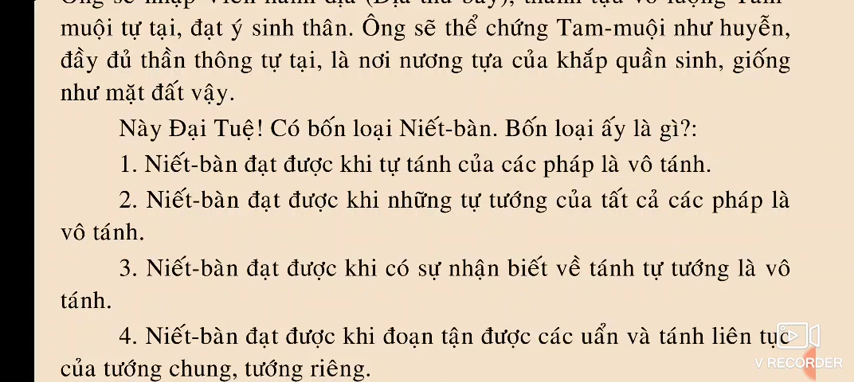 muội tự tại, đạt ý sinh thân. Ông sẽ thể chứng Tam-muội như huyễn,
đầy đủ thần thông tự tại, là nơi nương tựa của khắp quần sinh, giống
như mặt đất vậy.
Này Đại Tuệ! Có bốn loại Niết-bàn. Bốn loại ấy là gì?:
1. Niết-bàn đạt được khi tự tánh của các pháp là vô tánh.
2. Niết-bàn đạt được khi những tự tướng của tất cả các pháp là
vô tánh.
3. Niết-bàn đạt được khi có sự nhận biết về tánh tự tướng là vô
tánh.
4. Niết-bàn đạt được khi đoạn tận được các uẩn và tánh liên tục
của tướng chung, tướng riêng.
V RECORDER